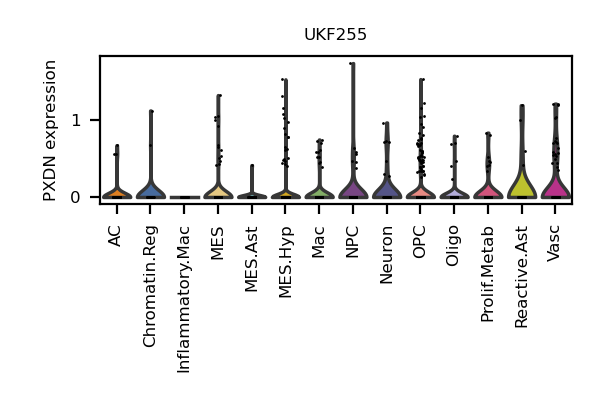 UKF255
PXDN expression
1
0
AC
Chromatin.Reg
Inflammatory.Mac
MES
MES.Ast
MES.Hyp
Mac
NPC
Neuron
OPC
Oligo
Prolif.Metab
Reactive.Ast
Vasc